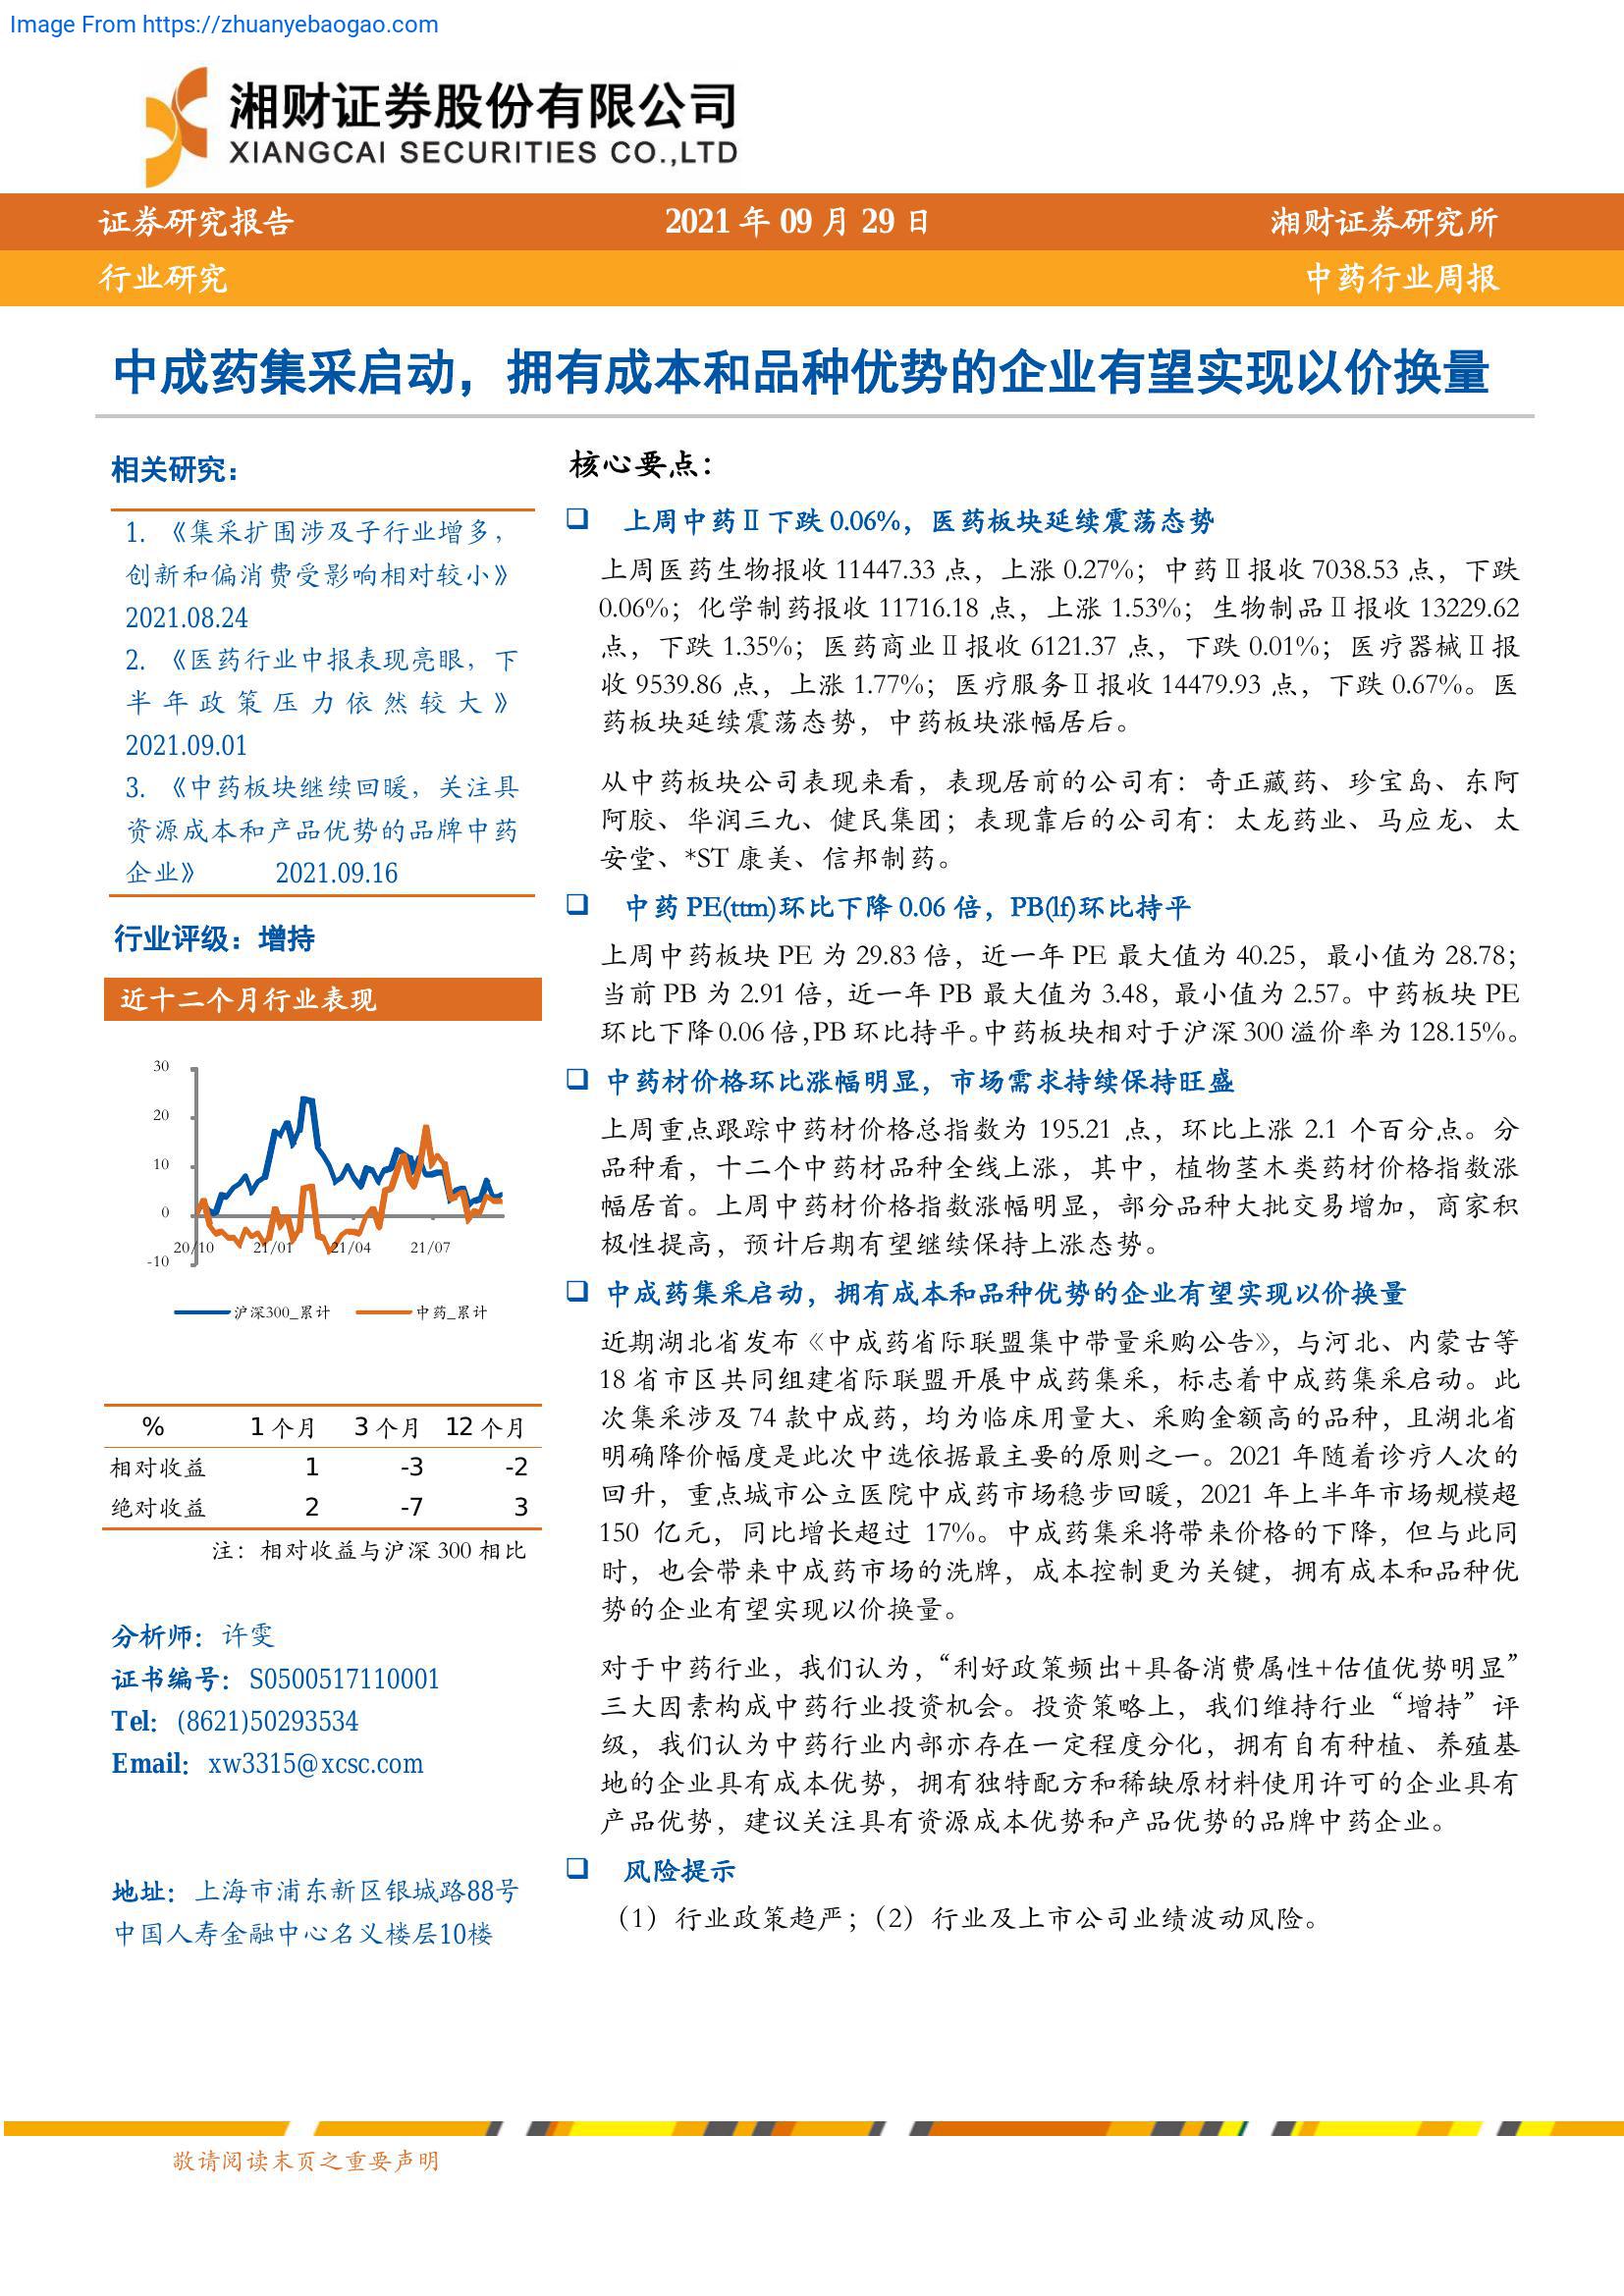 Image From https://zhuanyebaogao.com
湘财证券股份有限公司
XIANGCAI SECURITIES CO.,LTD
证券研究报告 2021 年 09 月 29 日 湘财证券研究所
行业研究 中药行业周报
中成药集采启动，拥有成本和品种优势的企业有望实现以价换量
相关研究：
1. 《集采扩围涉及子行业增多，
创新和偏消费受影响相对较小》
2021.08.24
2. 《医药行业中报表现亮眼，下
半年政策压力依然较大》
2021.09.01
3. 《中药板块继续回暖，关注具
资源成本和产品优势的品牌中药
企业》 2021.09.16
行业评级：增持
近十二个月行业表现
30
20
10
0
-10
20/10 21/01 21/04 21/07
沪深300_累计 中药_累计
% 1 个月 3 个月 12 个月
相对收益 1 -3 -2
绝对收益 2 -7 3
注：相对收益与沪深 300 相比
分析师：许雯
证书编号：S0500517110001
Tel：(8621)50293534
Email：xw3315@xcsc.com
地址：上海市浦东新区银城路88号
中国人寿金融中心名义楼层10楼
核心要点：
❑ 上周中药Ⅱ下跌 0.06%，医药板块延续震荡态势
上周医药生物报收 11447.33 点，上涨 0.27%；中药Ⅱ报收 7038.53 点，下跌
0.06%；化学制药报收 11716.18 点，上涨 1.53%；生物制品Ⅱ报收 13229.62
点，下跌 1.35%；医药商业Ⅱ报收 6121.37 点，下跌 0.01%；医疗器械Ⅱ报
收 9539.86 点，上涨 1.77%；医疗服务Ⅱ报收 14479.93 点，下跌 0.67%。医
药板块延续震荡态势，中药板块涨幅居后。
从中药板块公司表现来看，表现居前的公司有：奇正藏药、珍宝岛、东阿
阿胶、华润三九、健民集团；表现靠后的公司有：太龙药业、马应龙、太
安堂、*ST 康美、信邦制药。
❑ 中药 PE(ttm)环比下降 0.06 倍，PB(lf)环比持平
上周中药板块 PE 为 29.83 倍，近一年 PE 最大值为 40.25，最小值为 28.78；
当前 PB 为 2.91 倍，近一年 PB 最大值为 3.48，最小值为 2.57。中药板块 PE
环比下降 0.06 倍，PB 环比持平。中药板块相对于沪深 300 溢价率为 128.15%。
❑ 中药材价格环比涨幅明显，市场需求持续保持旺盛
上周重点跟踪中药材价格总指数为 195.21 点，环比上涨 2.1 个百分点。分
品种看，十二个中药材品种全线上涨，其中，植物茎木类药材价格指数涨
幅居首。上周中药材价格指数涨幅明显，部分品种大批交易增加，商家积
极性提高，预计后期有望继续保持上涨态势。
❑ 中成药集采启动，拥有成本和品种优势的企业有望实现以价换量
近期湖北省发布《中成药省际联盟集中带量采购公告》，与河北、内蒙古等
18 省市区共同组建省际联盟开展中成药集采，标志着中成药集采启动。此
次集采涉及 74 款中成药，均为临床用量大、采购金额高的品种，且湖北省
明确降价幅度是此次中选依据最主要的原则之一。2021 年随着诊疗人次的
回升，重点城市公立医院中成药市场稳步回暖，2021 年上半年市场规模超
150 亿元，同比增长超过 17%。中成药集采将带来价格的下降，但与此同
时，也会带来中成药市场的洗牌，成本控制更为关键，拥有成本和品种优
势的企业有望实现以价换量。
对于中药行业，我们认为，“利好政策频出+具备消费属性+估值优势明显”
三大因素构成中药行业投资机会。投资策略上，我们维持行业“增持”评
级，我们认为中药行业内部亦存在一定程度分化，拥有自有种植、养殖基
地的企业具有成本优势，拥有独特配方和稀缺原材料使用许可的企业具有
产品优势，建议关注具有资源成本优势和产品优势的品牌中药企业。
❑ 风险提示
（1）行业政策趋严；（2）行业及上市公司业绩波动风险。
敬请阅读末页之重要声明